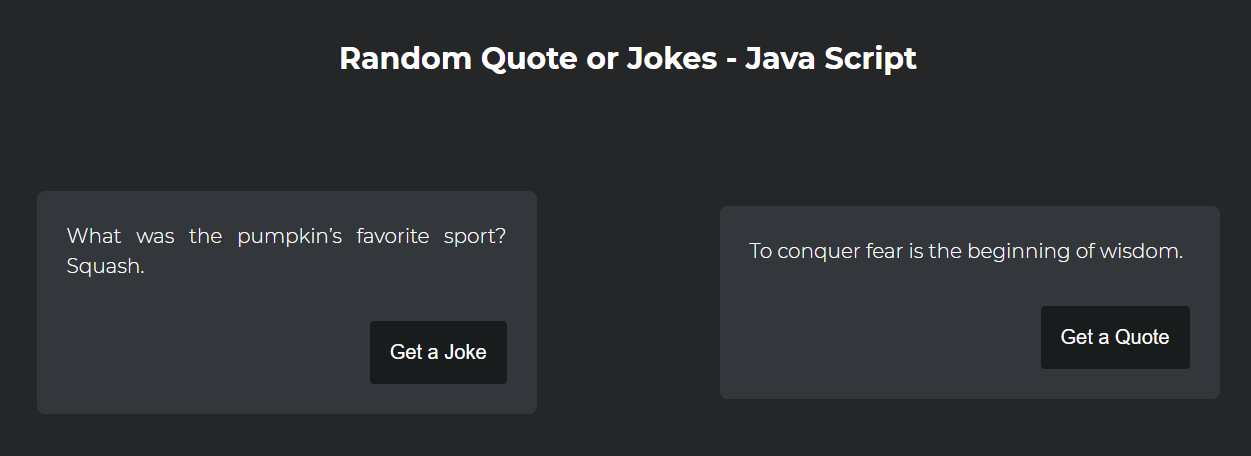 Random Quote or Jokes - Java Script
What was the pumpkin’s favorite sport?
Squash.
Get a Joke
To conquer fear is the beginning of wisdom.
Get a Quote